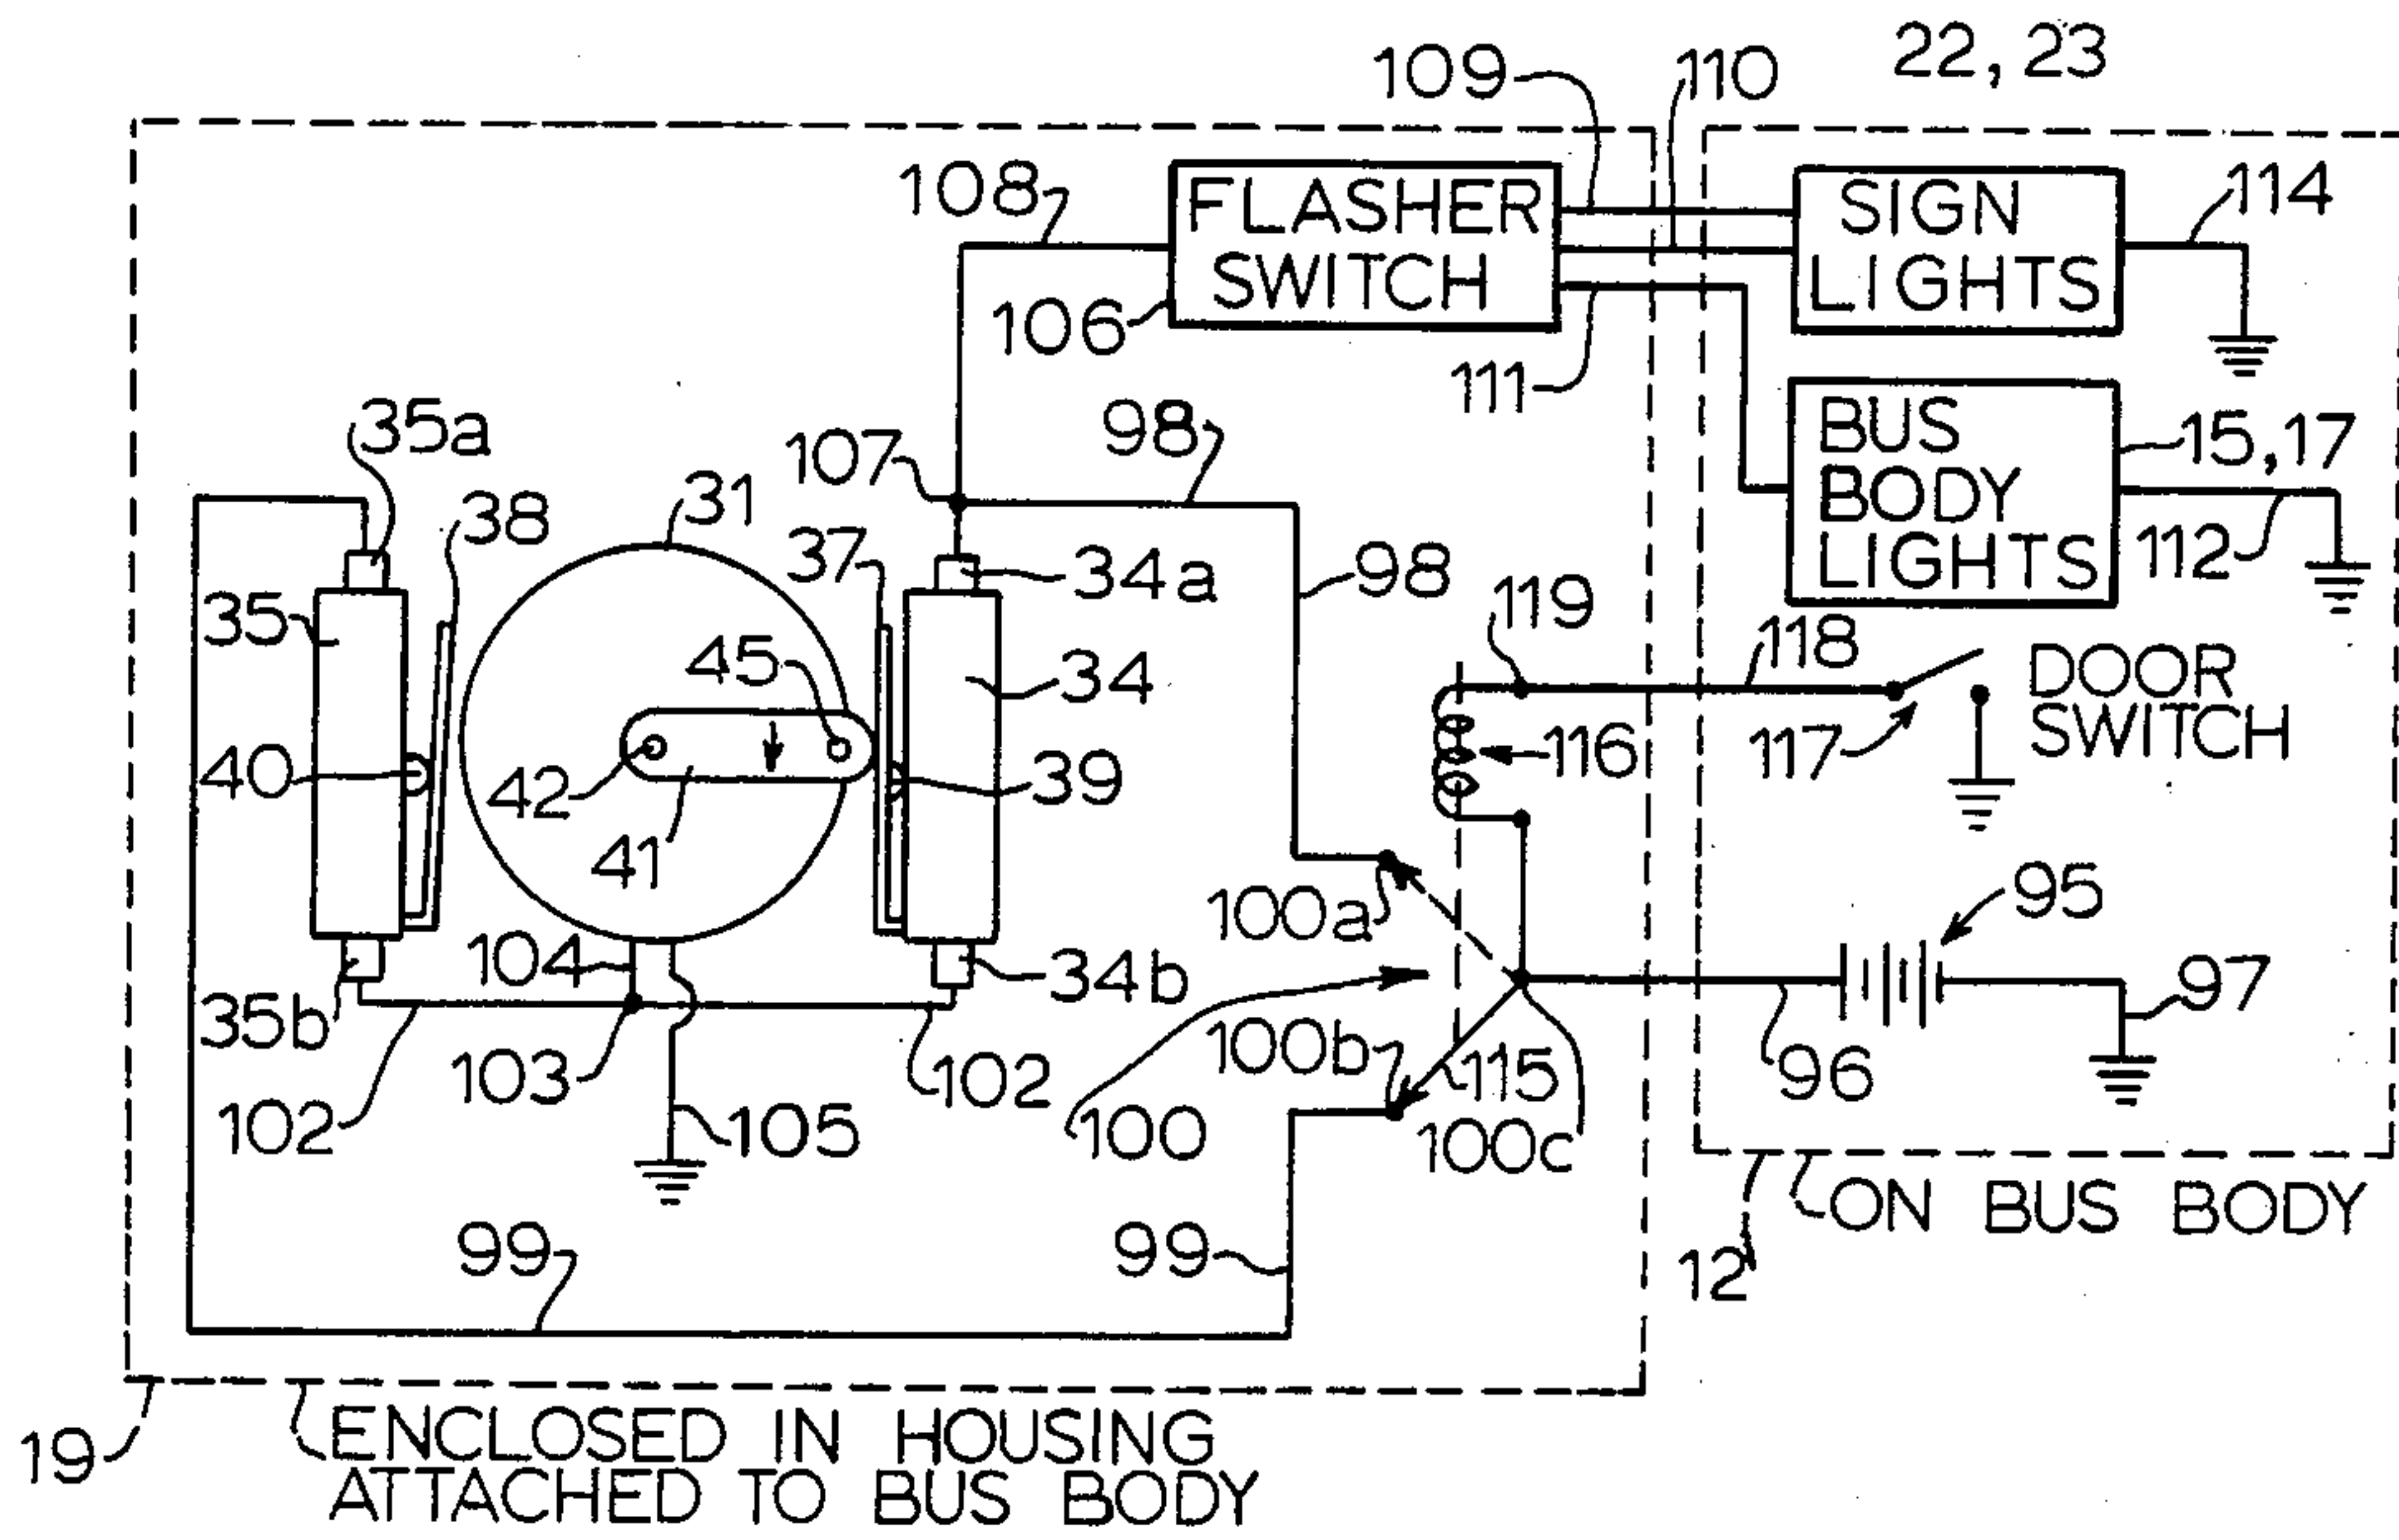 22, 23
109
110
108
FLASHER
SWITCH
SIGN
LIGHTS
114
106
111
35a
98
107
BUS
BODY
LIGHTS
15,17
31
38
37
34a
98
112
119
35
118
45
34
DOOR
SWITCH
117
116
40
42
39
41
100a
95
104
34b
97
35b
100b
103
115
96
102
102
105
100
100c
ON BUS BODY
99
99
12
ENCLOSED IN HOUSING
ATTACHED TO BUS BODY
19